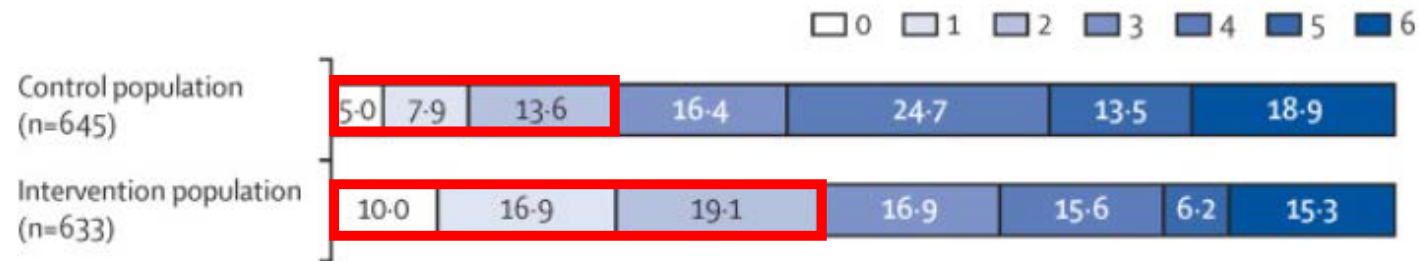 0 1 2 3 4 5 6
Control population
(n=645)
5·0 7·9 13·6 16·4 24·7 13·5 18·9
Intervention population
(n=633)
10·0 16·9 19·1 16·9 15·6 6·2 15·3